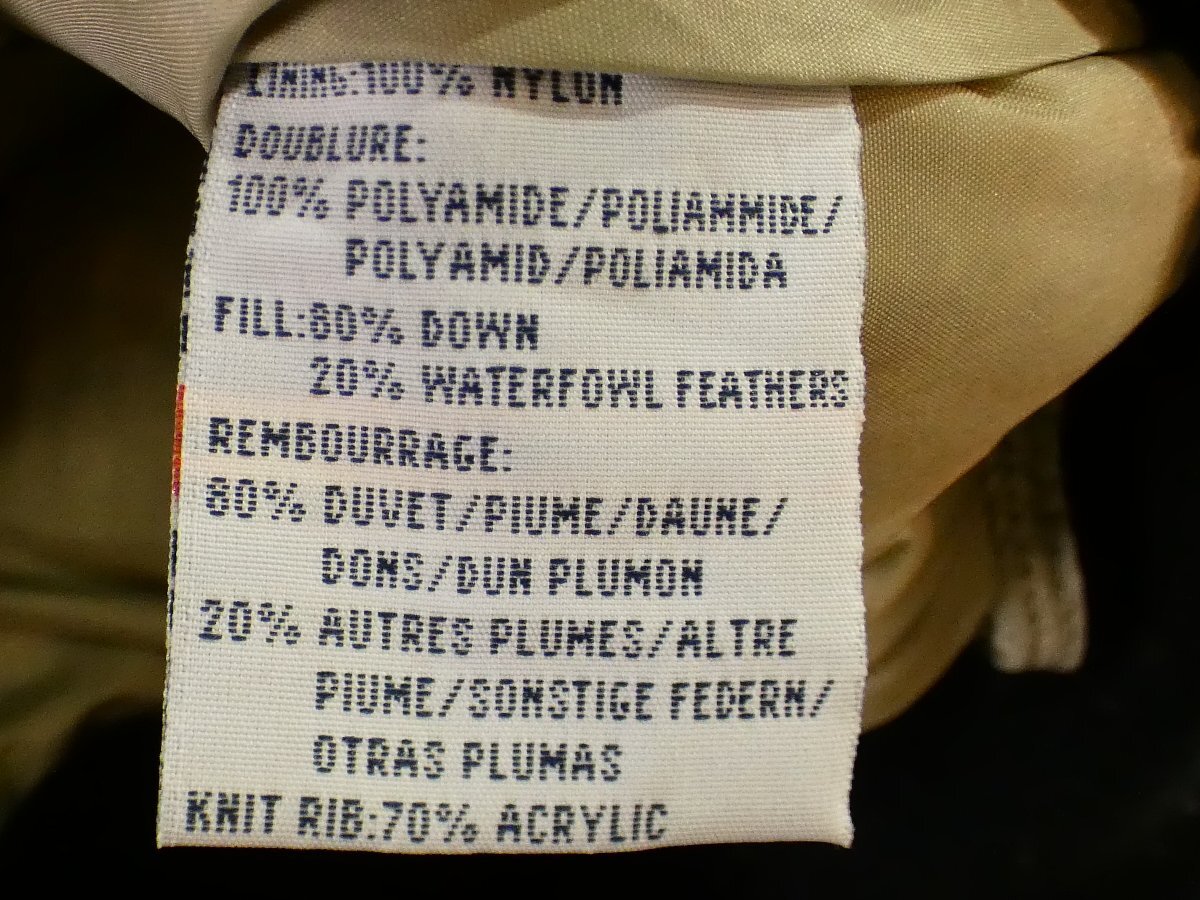 LINING:100% NYLON
DOUBLURE:
100% POLYAMIDE/POLIAMMIDE/
POLYAMID/POLIAMIDA
FILL:80% DOWN
20% WATERFOWL FEATHERS
REMBOURRAGE:
80% DUVET/PIUME/DAUNE/
DONS/DUN PLUMON
20% AUTRES PLUMES/ALTRE
PIUME/SONSTIGE FEDERN/
OTRAS PLUMAS
KNIT RIB:70% ACRYLIC